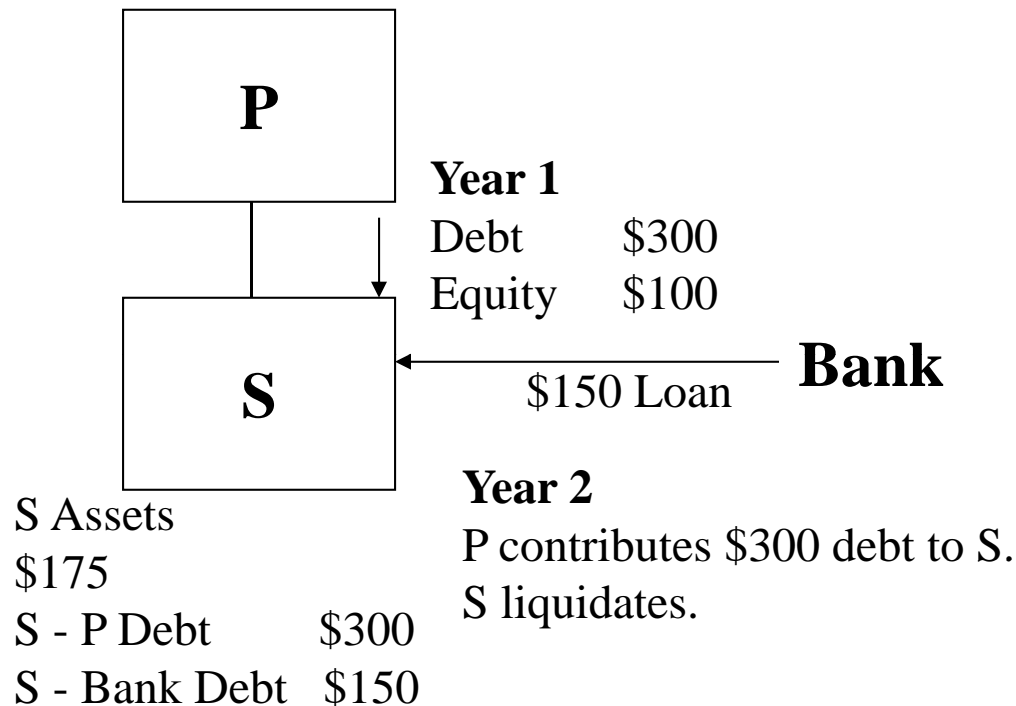 P
Year 1
Debt $300
Equity $100
Bank
S
$150 Loan
S Assets
$175
S - P Debt $300
S - Bank Debt $150
Year 2
P contributes $300 debt to S.
S liquidates.